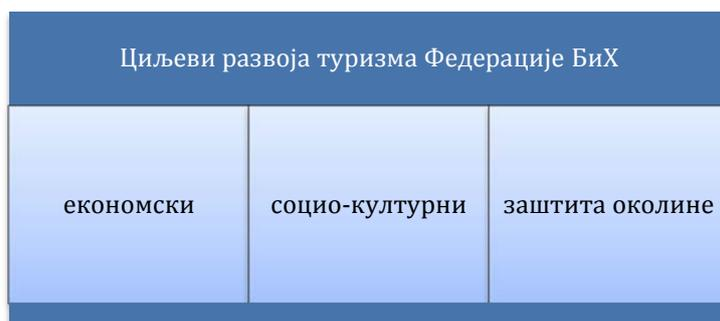 Циљеви развоја туризма Федерације БиХ
економски
социо-културни
заштита околине